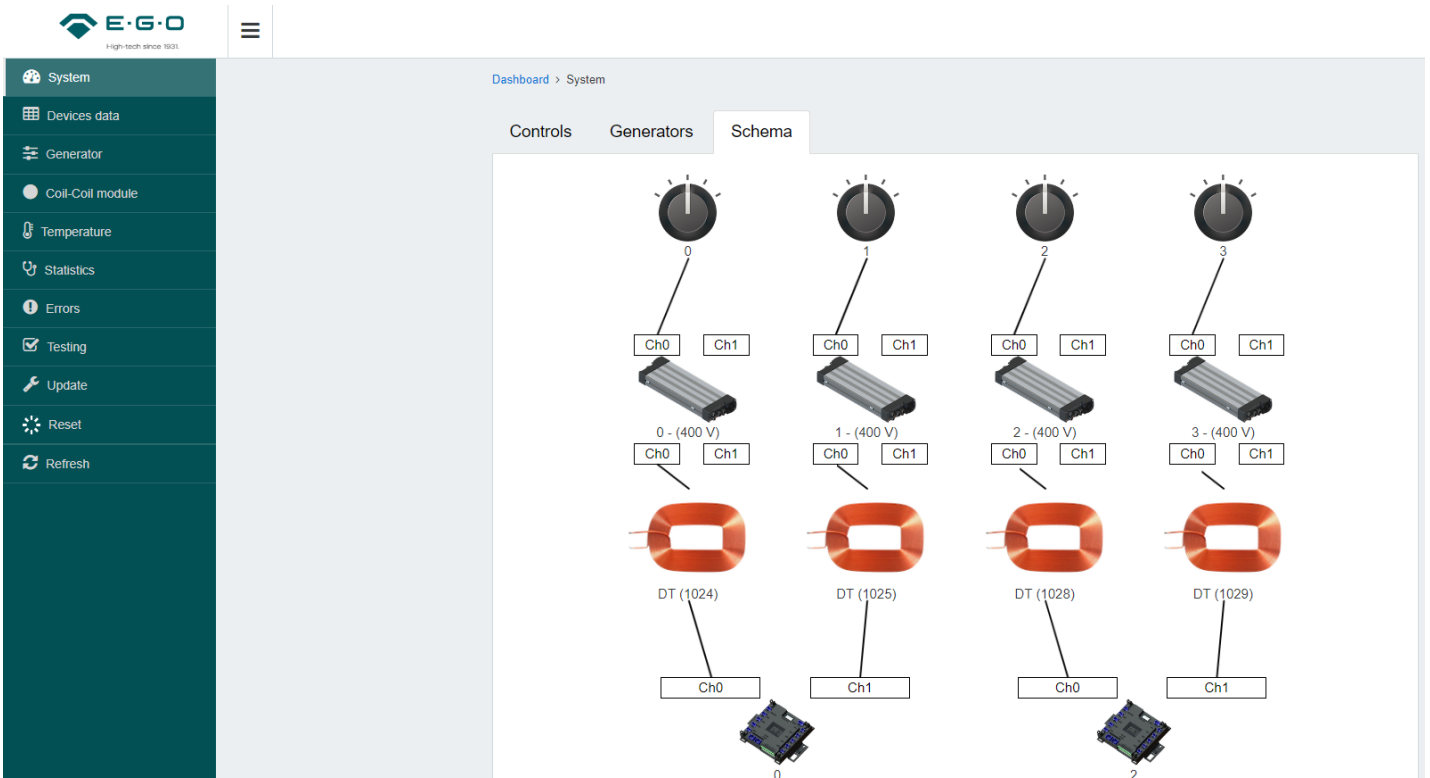 E·G·O
High-tech since 1931.
System
Devices data
Generator
Coil-Coil module
Temperature
Statistics
Errors
Testing
Update
Reset
Refresh
Dashboard > System
Controls Generators Schema
0 1 2 3
Ch0 Ch1 Ch0 Ch1 Ch0 Ch1 Ch0 Ch1
0 - (400 V) 1 - (400 V) 2 - (400 V) 3 - (400 V)
Ch0 Ch1 Ch0 Ch1 Ch0 Ch1 Ch0 Ch1
DT (1024) DT (1025) DT (1028) DT (1029)
Ch0 Ch1 Ch0 Ch1
0 2